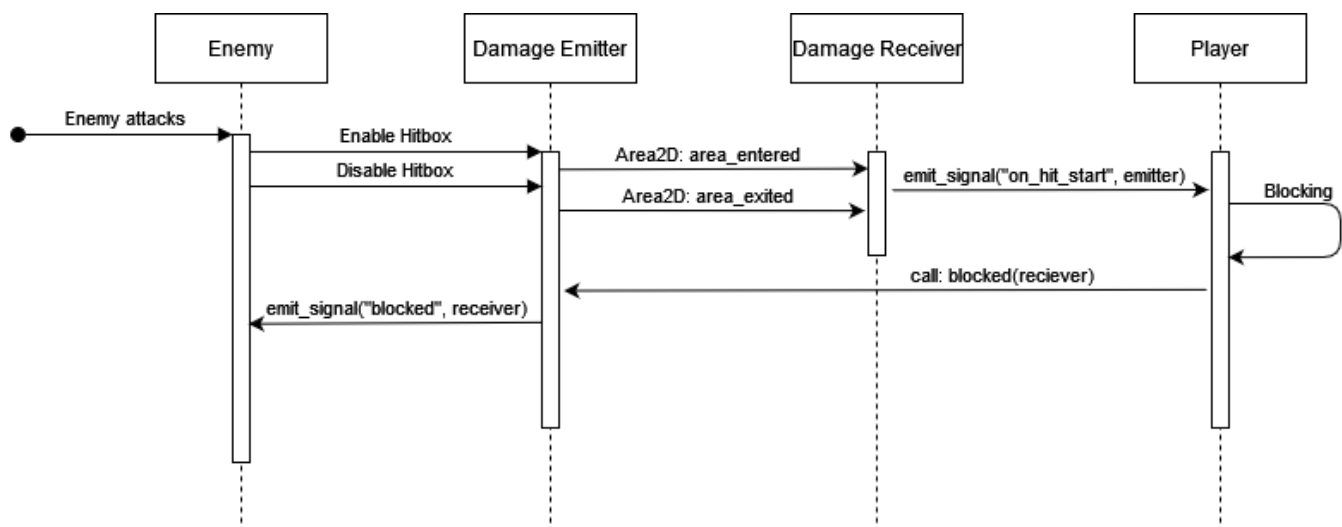 Enemy
Damage Emitter
Damage Receiver
Player
Enemy attacks
Enable Hitbox
Disable Hitbox
Area2D: area_entered
Area2D: area_exited
emit_signal("on_hit_start", emitter)
Blocking
call: blocked(reciever)
emit_signal("blocked", receiver)